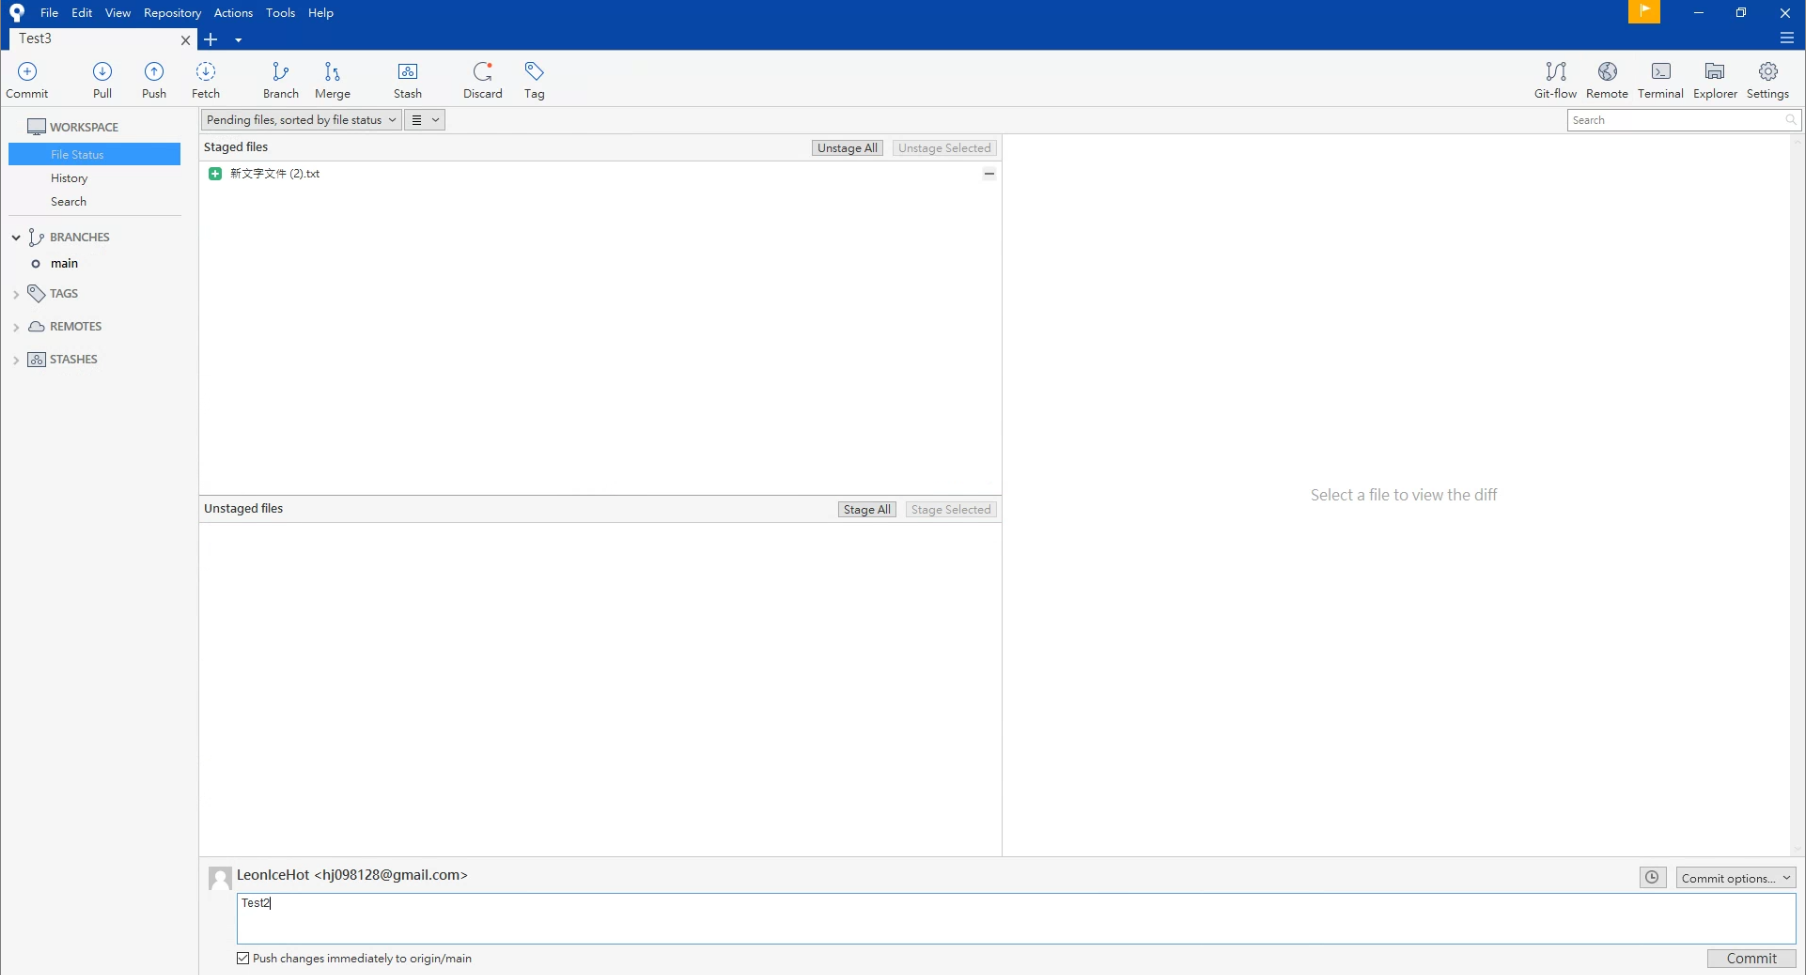 File Edit View Repository Actions Tools Help
Test3
Commit Pull Push Fetch Branch Merge Stash Discard Tag Git-flow Remote Terminal Explorer Settings
WORKSPACE
File Status
History
Search
BRANCHES
main
TAGS
REMOTES
STASHES
Pending files, sorted by file status
Search
Staged files Unstage All Unstage Selected
新文字文件 (2).txt
Unstaged files Stage All Stage Selected
Select a file to view the diff
LeonIceHot <hj098128@gmail.com> Commit options...
Test2
Push changes immediately to origin/main Commit